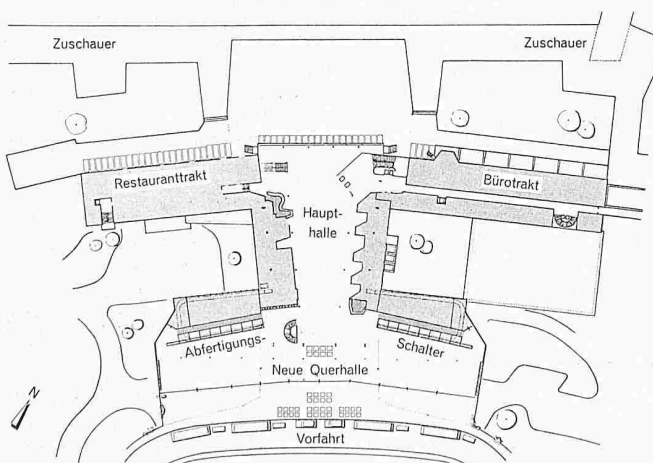 Zuschauer
Zuschauer
Restauranttrakt
Bürotrakt
Haupt-
halle
Abfertigungs-
Schalter
Neue Querhalle
N
Vorfahrt